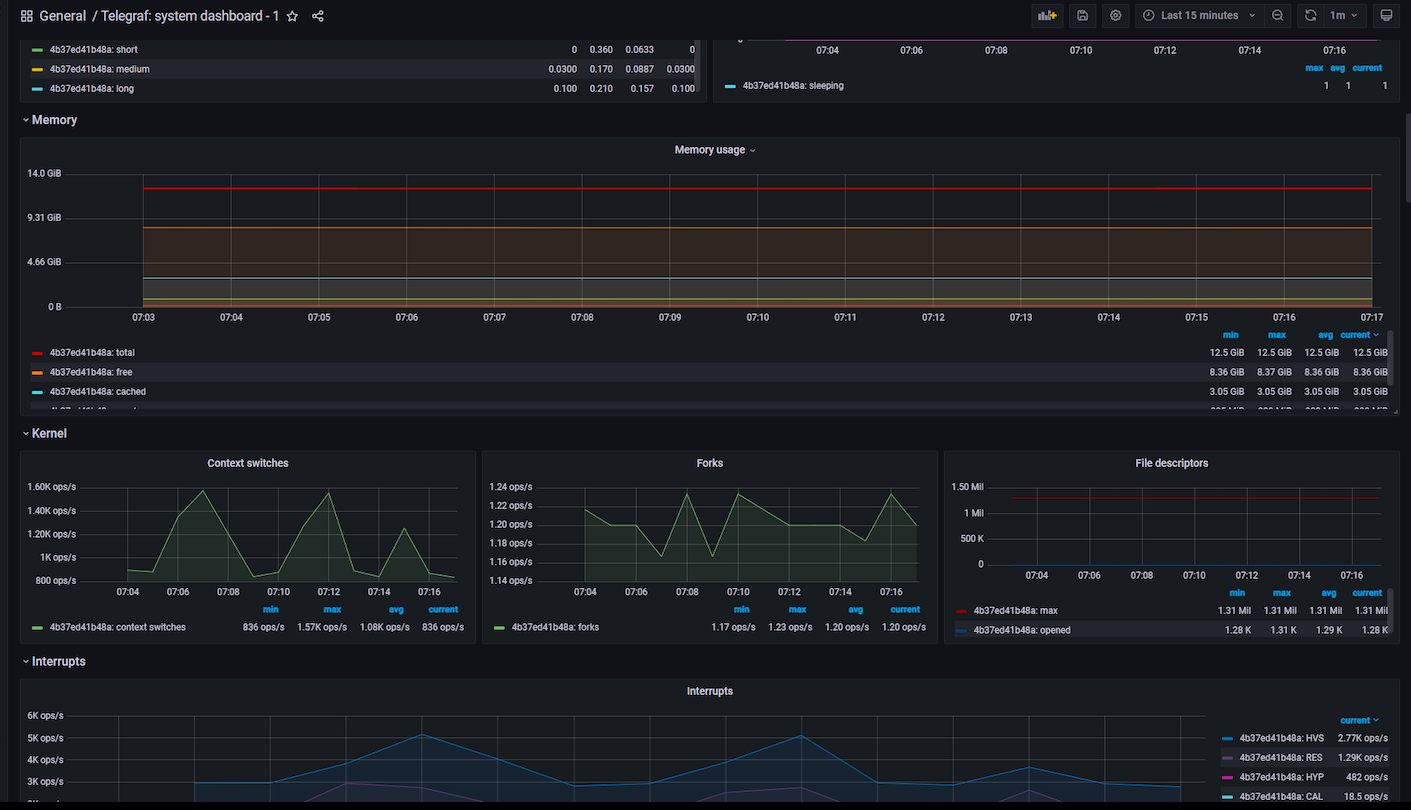 General / Telegraf: system dashboard - 1
Last 15 minutes
1m
4b37ed41b48a: short 0 0.360 0.0633 0
4b37ed41b48a: medium 0.0300 0.170 0.0887 0.0300
4b37ed41b48a: long 0.100 0.210 0.157 0.100
07:04 07:06 07:08 07:10 07:12 07:14 07:16
max avg current
4b37ed41b48a: sleeping 1 1 1
Memory
Memory usage
14.0 GiB
9.31 GiB
4.66 GiB
0 B
07:03 07:04 07:05 07:06 07:07 07:08 07:09 07:10 07:11 07:12 07:13 07:14 07:15 07:16 07:17
min max avg current
4b37ed41b48a: total 12.5 GiB 12.5 GiB 12.5 GiB 12.5 GiB
4b37ed41b48a: free 8.36 GiB 8.37 GiB 8.36 GiB 8.36 GiB
4b37ed41b48a: cached 3.05 GiB 3.05 GiB 3.05 GiB 3.05 GiB
Kernel
Context switches
1.60K ops/s
1.40K ops/s
1.20K ops/s
1K ops/s
800 ops/s
07:04 07:06 07:08 07:10 07:12 07:14 07:16
min max avg current
4b37ed41b48a: context switches 836 ops/s 1.57K ops/s 1.08K ops/s 836 ops/s
Forks
1.24 ops/s
1.22 ops/s
1.20 ops/s
1.18 ops/s
1.16 ops/s
1.14 ops/s
07:04 07:06 07:08 07:10 07:12 07:14 07:16
min max avg current
4b37ed41b48a: forks 1.17 ops/s 1.23 ops/s 1.20 ops/s 1.20 ops/s
File descriptors
1.50 Mil
1 Mil
500 K
0
07:04 07:06 07:08 07:10 07:12 07:14 07:16
min max avg current
4b37ed41b48a: max 1.31 Mil 1.31 Mil 1.31 Mil 1.31 Mil
4b37ed41b48a: opened 1.28 K 1.31 K 1.29 K 1.28 K
Interrupts
Interrupts
6K ops/s
5K ops/s
4K ops/s
3K ops/s
current
4b37ed41b48a: HVS 2.77K ops/s
4b37ed41b48a: RES 1.29K ops/s
4b37ed41b48a: HYP 482 ops/s
4b37ed41b48a: CAL 18.5 ops/s